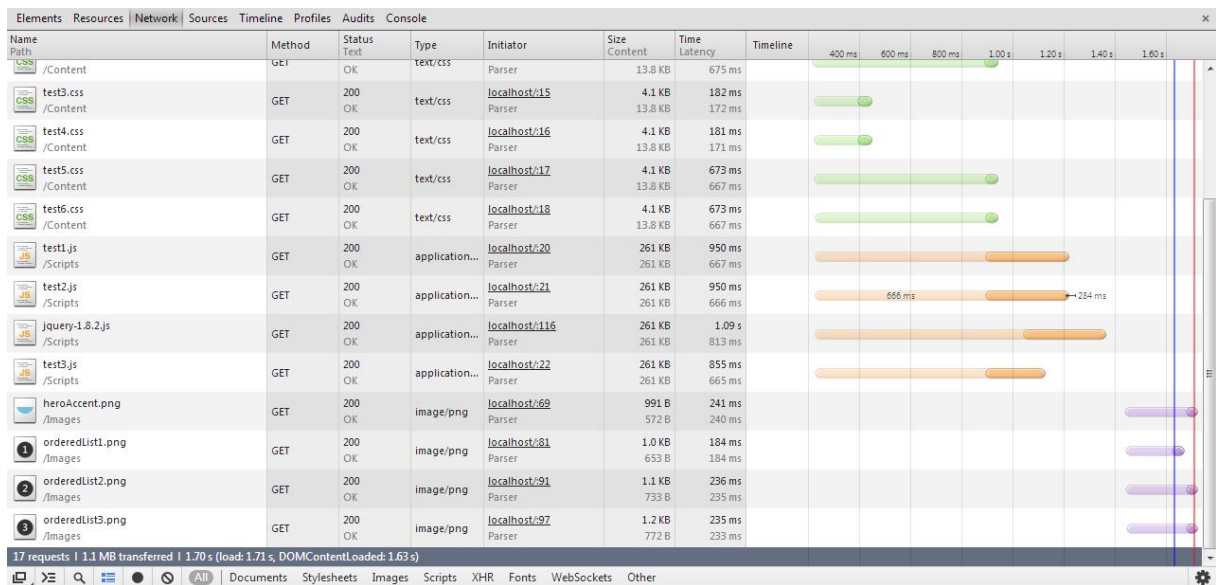 Elements Resources Network Sources Timeline Profiles Audits Console ×
Name Method Status Type Initiator Size Time Timeline
Path Text Content Latency
400 ms 600 ms 800 ms 1.00 s 1.20 s 1.40 s 1.60 s
CSS GET text/css
/Content OK Parser 13.8 KB 675 ms
test3.css 200 localhost/:15 4.1 KB 182 ms
CSS GET text/css
/Content OK Parser 13.8 KB 172 ms
test4.css 200 localhost/:16 4.1 KB 181 ms
CSS GET text/css
/Content OK Parser 13.8 KB 171 ms
test5.css 200 localhost/:17 4.1 KB 673 ms
CSS GET text/css
/Content OK Parser 13.8 KB 667 ms
test6.css 200 localhost/:18 4.1 KB 673 ms
CSS GET text/css
/Content OK Parser 13.8 KB 667 ms
test1.js 200 localhost/:20 261 KB 950 ms
JS GET application...
/Scripts OK Parser 261 KB 667 ms
test2.js 200 localhost/:21 261 KB 950 ms
JS GET application... 666 ms 284 ms
/Scripts OK Parser 261 KB 666 ms
jquery-1.8.2.js 200 localhost/:116 261 KB 1.09 s
JS GET application...
/Scripts OK Parser 261 KB 813 ms
test3.js 200 localhost/:22 261 KB 855 ms
JS GET application...
/Scripts OK Parser 261 KB 665 ms
heroAccent.png 200 localhost/:69 991 B 241 ms
GET image/png
/Images OK Parser 572 B 240 ms
orderedList1.png 200 localhost/:81 1.0 KB 184 ms
1 GET image/png
/Images OK Parser 653 B 184 ms
orderedList2.png 200 localhost/:91 1.1 KB 236 ms
2 GET image/png
/Images OK Parser 733 B 235 ms
orderedList3.png 200 localhost/:97 1.2 KB 235 ms
3 GET image/png
/Images OK Parser 772 B 233 ms
17 requests | 1.1 MB transferred | 1.70 s (load: 1.71 s, DOMContentLoaded: 1.63 s)
All Documents Stylesheets Images Scripts XHR Fonts WebSockets Other